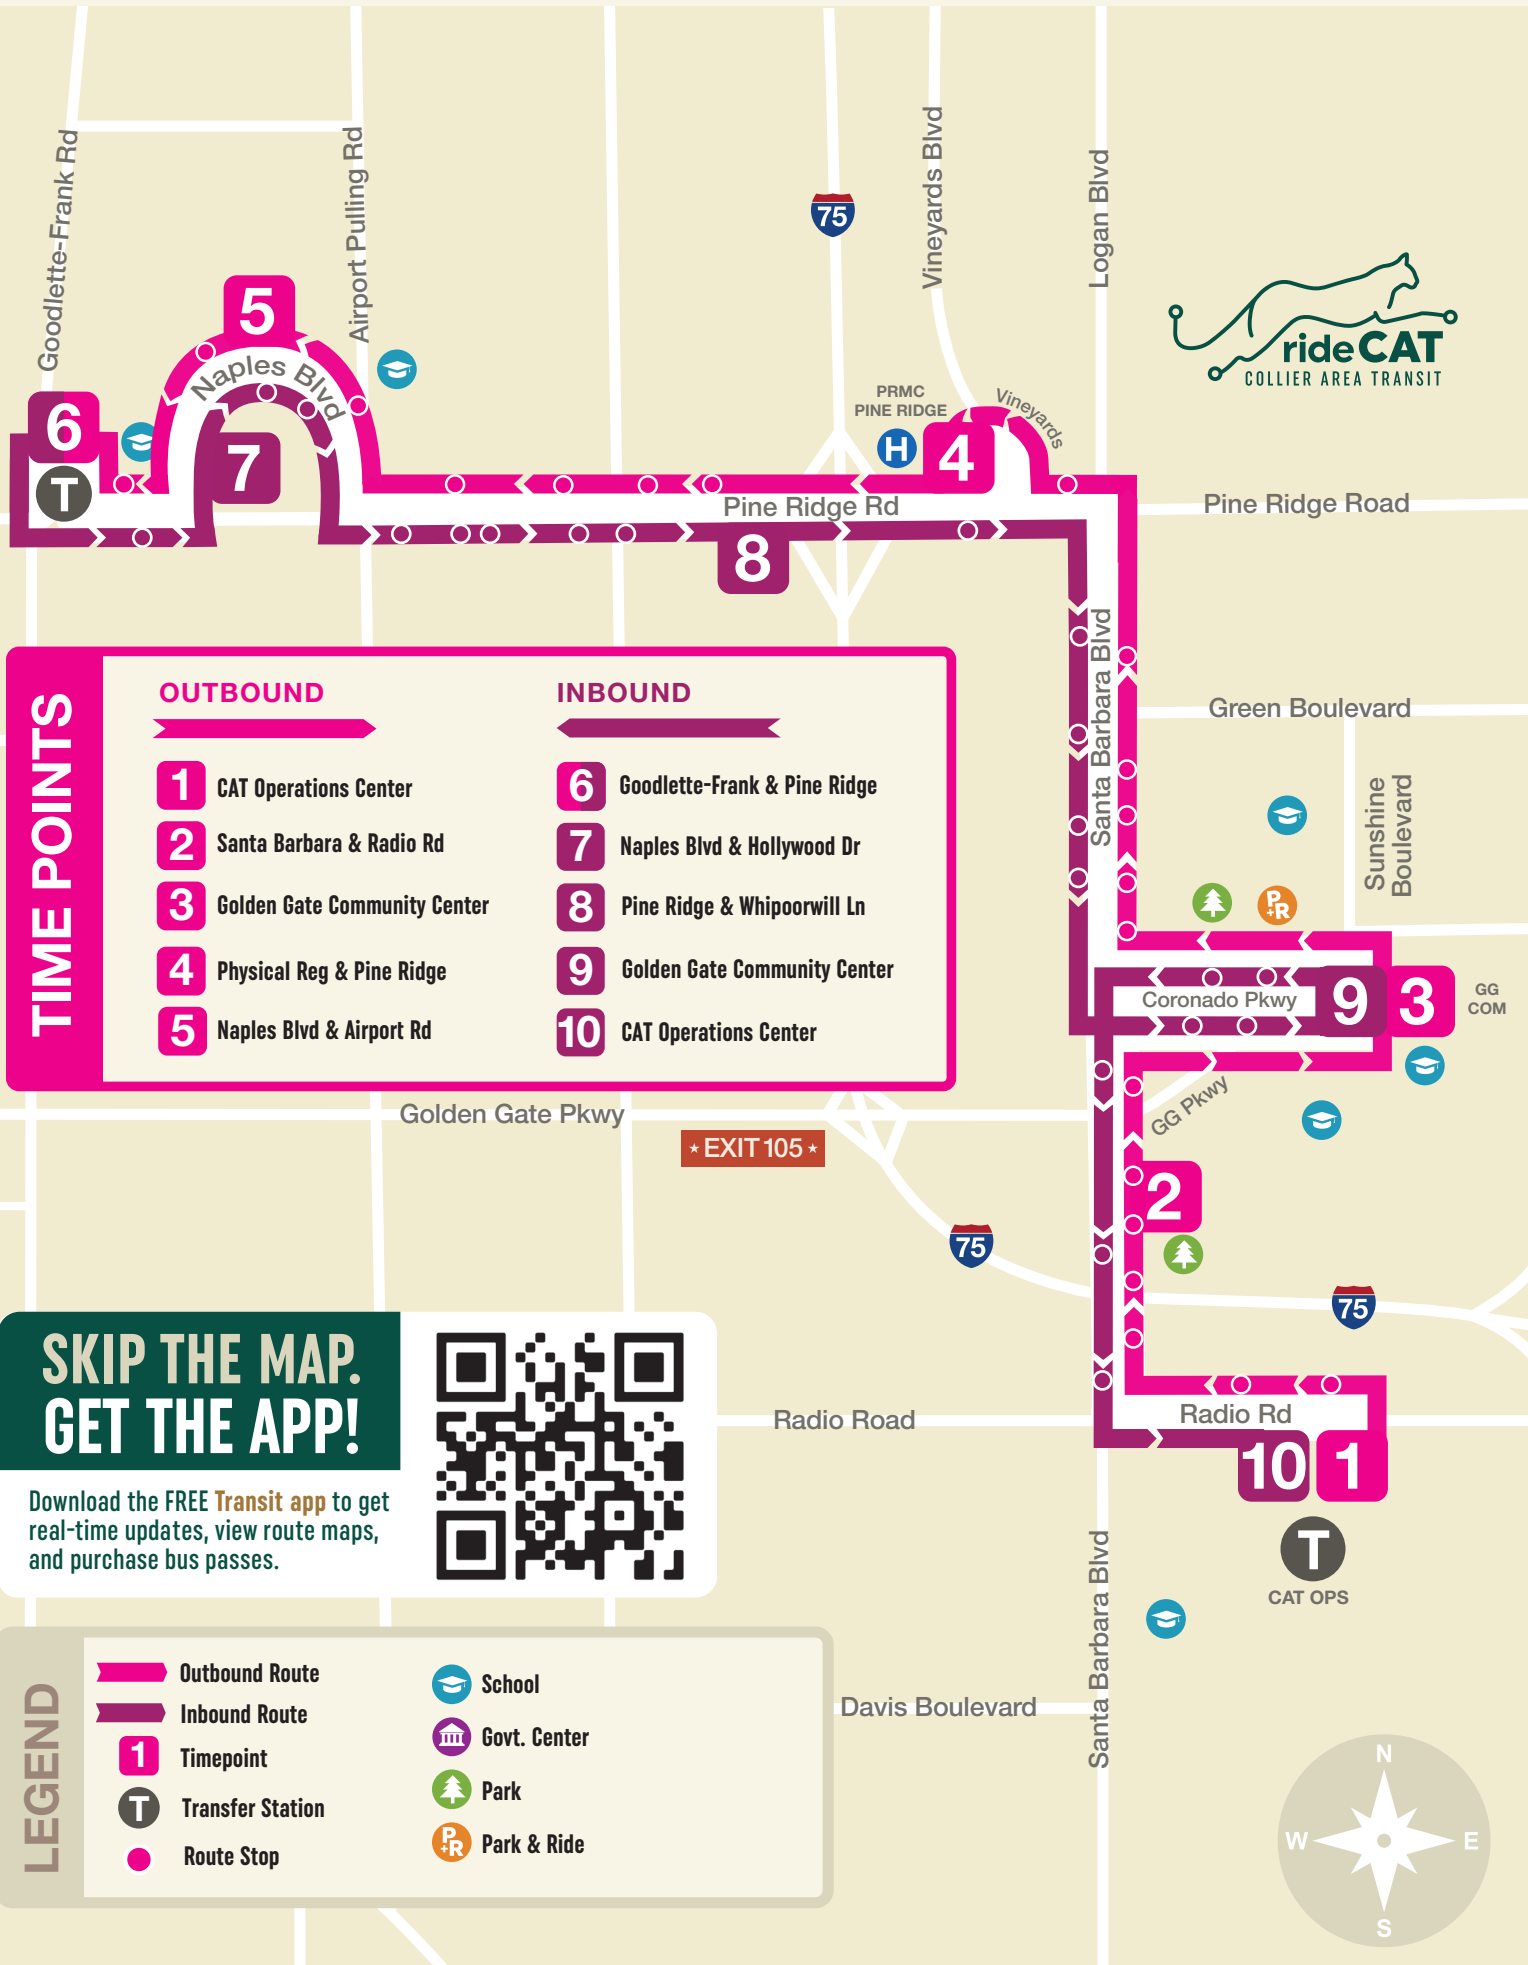 Goodlette-Frank Rd
Airport Pulling Rd
75
Vineyards Blvd
Logan Blvd
rideCAT
COLLIER AREA TRANSIT
5
Naples Blvd
6
T
7
PRMC
PINE RIDGE
H
4
Vineyards
Pine Ridge Rd
Pine Ridge Road
8
Santa Barbara Blvd
Green Boulevard
Sunshine
Boulevard
P+R
TIME POINTS
OUTBOUND
1 CAT Operations Center
2 Santa Barbara & Radio Rd
3 Golden Gate Community Center
4 Physical Reg & Pine Ridge
5 Naples Blvd & Airport Rd
INBOUND
6 Goodlette-Frank & Pine Ridge
7 Naples Blvd & Hollywood Dr
8 Pine Ridge & Whipoorwill Ln
9 Golden Gate Community Center
10 CAT Operations Center
Coronado Pkwy
9
3
GG
COM
GG Pkwy
Golden Gate Pkwy
EXIT 105
2
75
75
SKIP THE MAP.
GET THE APP!
Download the FREE Transit app to get
real-time updates, view route maps,
and purchase bus passes.
Radio Road
Radio Rd
10
1
T
CAT OPS
Santa Barbara Blvd
Davis Boulevard
LEGEND
Outbound Route
Inbound Route
1 Timepoint
T Transfer Station
Route Stop
School
Govt. Center
Park
P+R Park & Ride
N
W
E
S